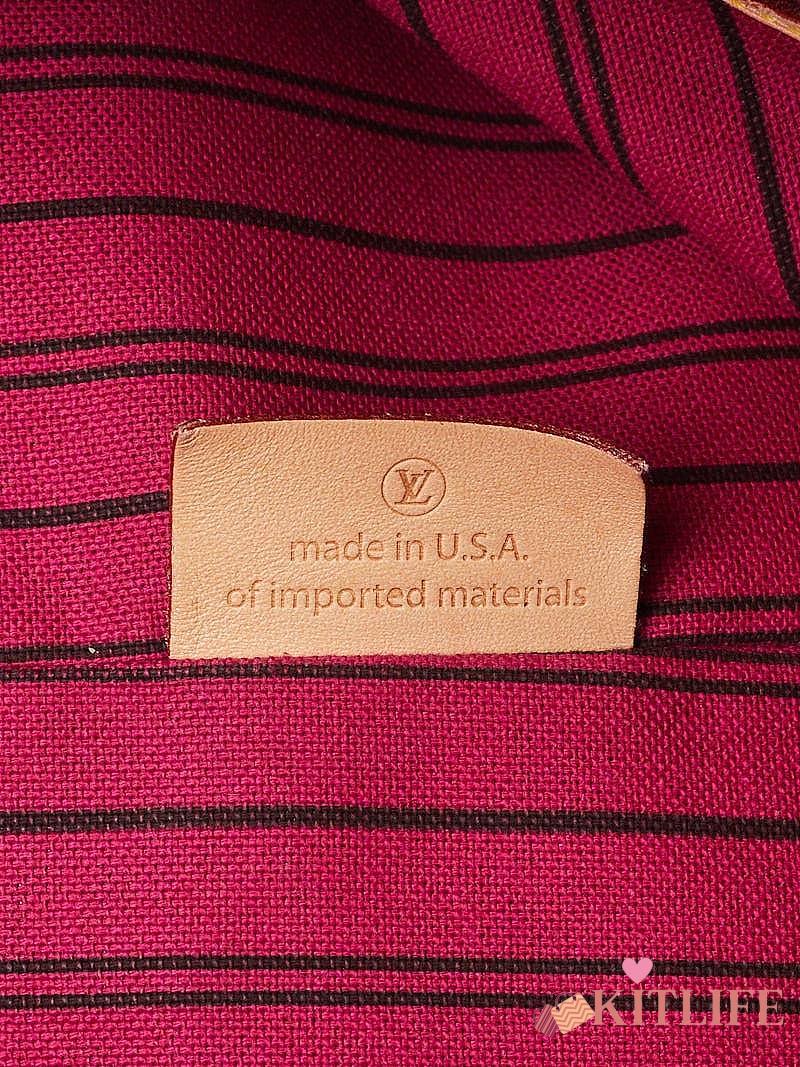 LV
made in U.S.A.
of imported materials
KITLIFE